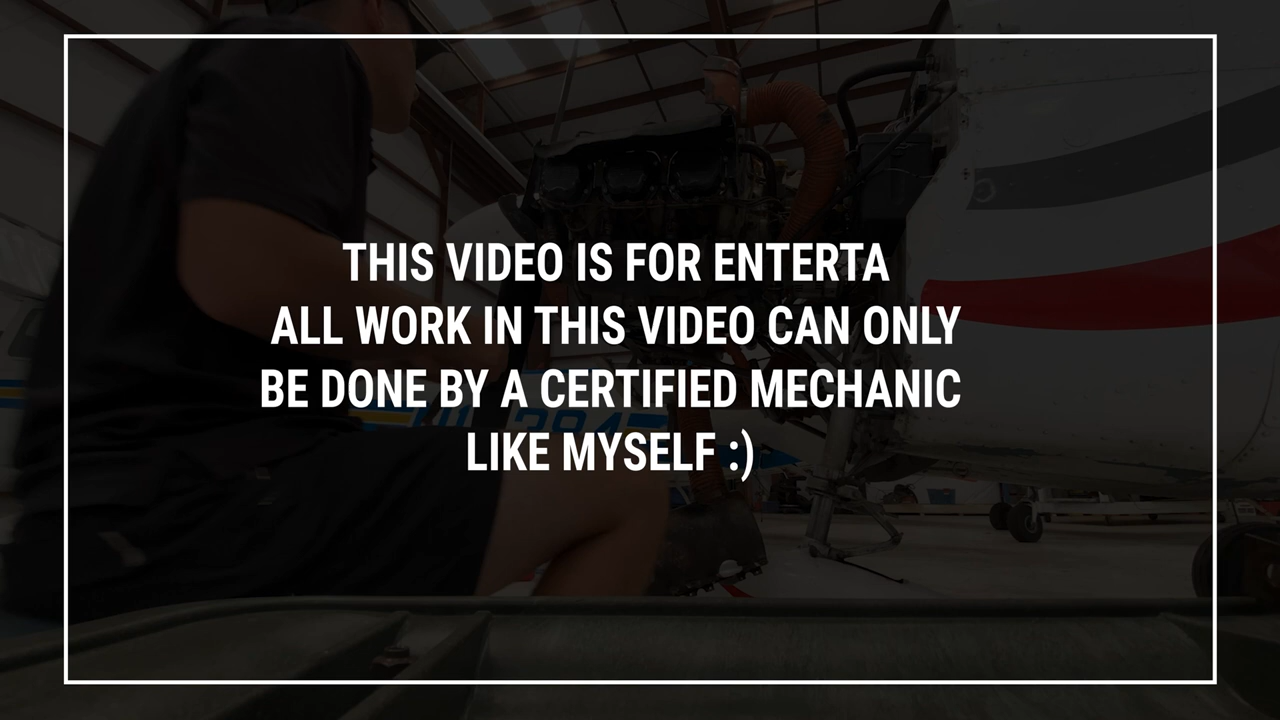 THIS VIDEO IS FOR ENTERTA
ALL WORK IN THIS VIDEO CAN ONLY
BE DONE BY A CERTIFIED MECHANIC
LIKE MYSELF :)